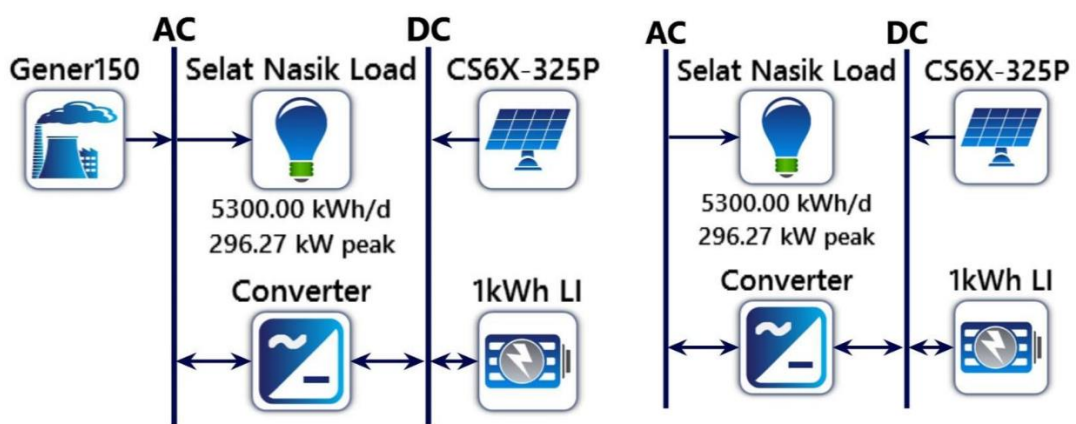 AC
DC
Gener150
Selat Nasik Load
CS6X-325P
5300.00 kWh/d
296.27 kW peak
Converter
1kWh LI
AC
DC
Selat Nasik Load
CS6X-325P
5300.00 kWh/d
296.27 kW peak
Converter
1kWh LI